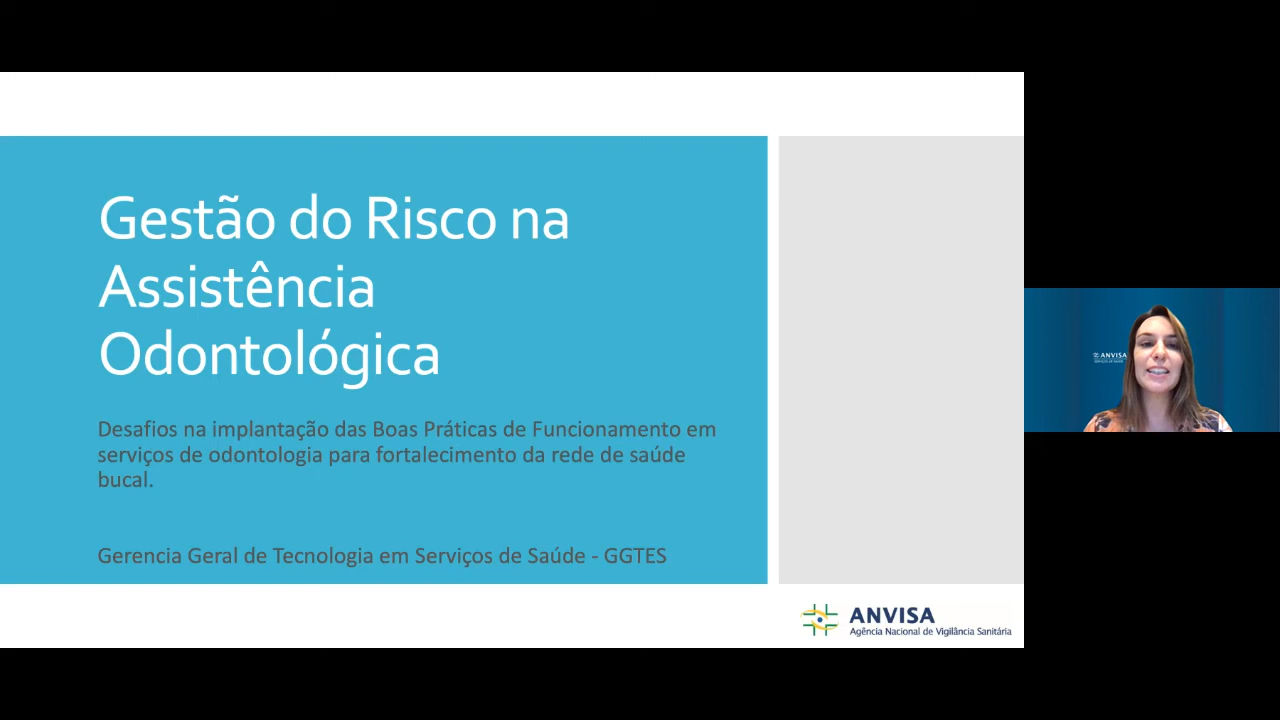 Gestão do Risco na
Assistência
Odontológica
Desafios na implantação das Boas Práticas de Funcionamento em
serviços de odontologia para fortalecimento da rede de saúde
bucal.
Gerencia Geral de Tecnologia em Serviços de Saúde - GGTES
ANVISA
Agência Nacional de Vigilância Sanitária
ANVISA